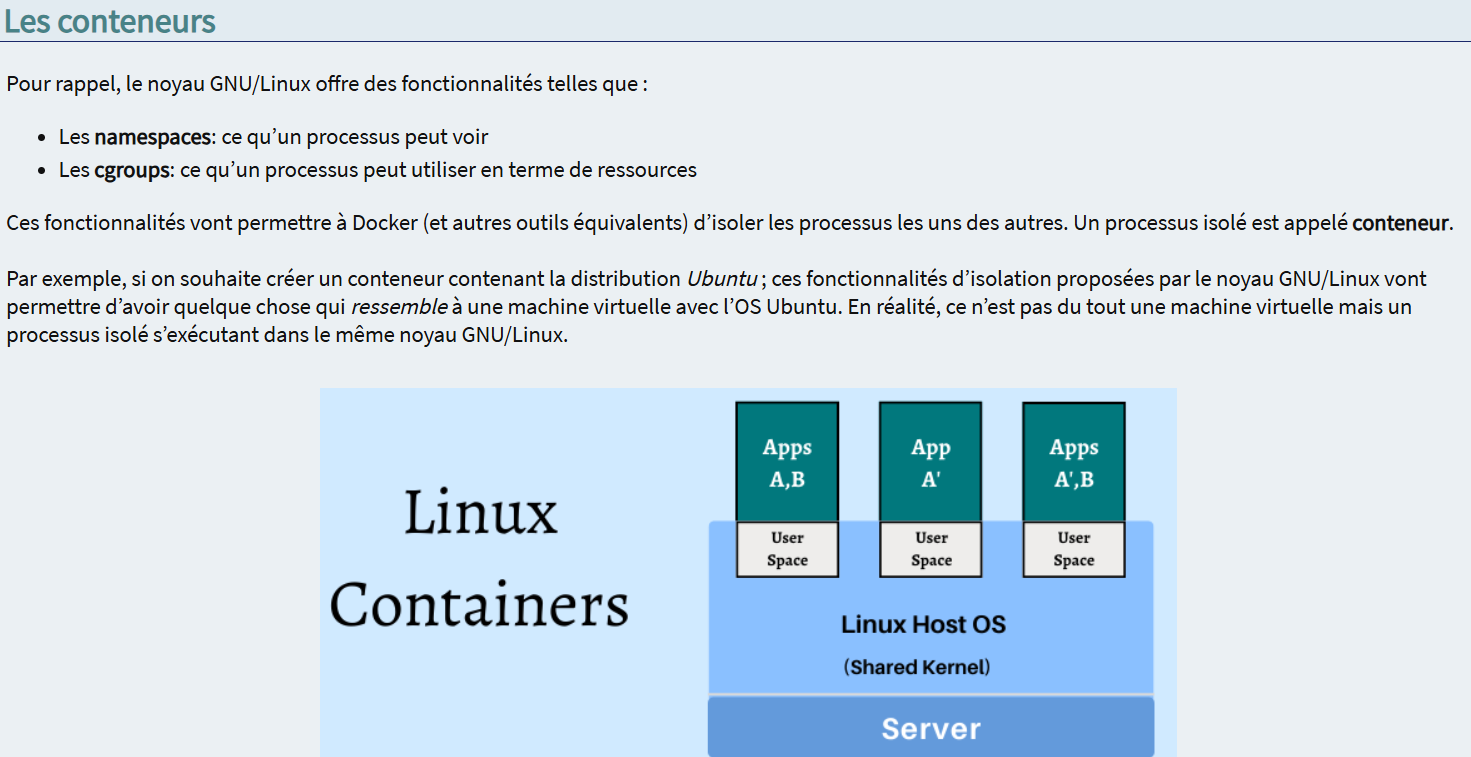 Les conteneurs
Pour rappel, le noyau GNU/Linux offre des fonctionnalités telles que :
• Les namespaces: ce qu'un processus peut voir
• Les cgroups: ce qu'un processus peut utiliser en terme de ressources
Ces fonctionnalités vont permettre à Docker (et autres outils équivalents) d'isoler les processus les uns des autres. Un processus isolé est appelé conteneur.
Par exemple, si on souhaite créer un conteneur contenant la distribution Ubuntu ; ces fonctionnalités d'isolation proposées par le noyau GNU/Linux vont
permettre d'avoir quelque chose qui ressemble à une machine virtuelle avec l'OS Ubuntu. En réalité, ce n'est pas du tout une machine virtuelle mais un
processus isolé s'exécutant dans le même noyau GNU/Linux.
Linux
Containers
Apps
A,B
App
A'
Apps
A',B
User
Space
User
Space
User
Space
Linux Host OS
(Shared Kernel)
Server